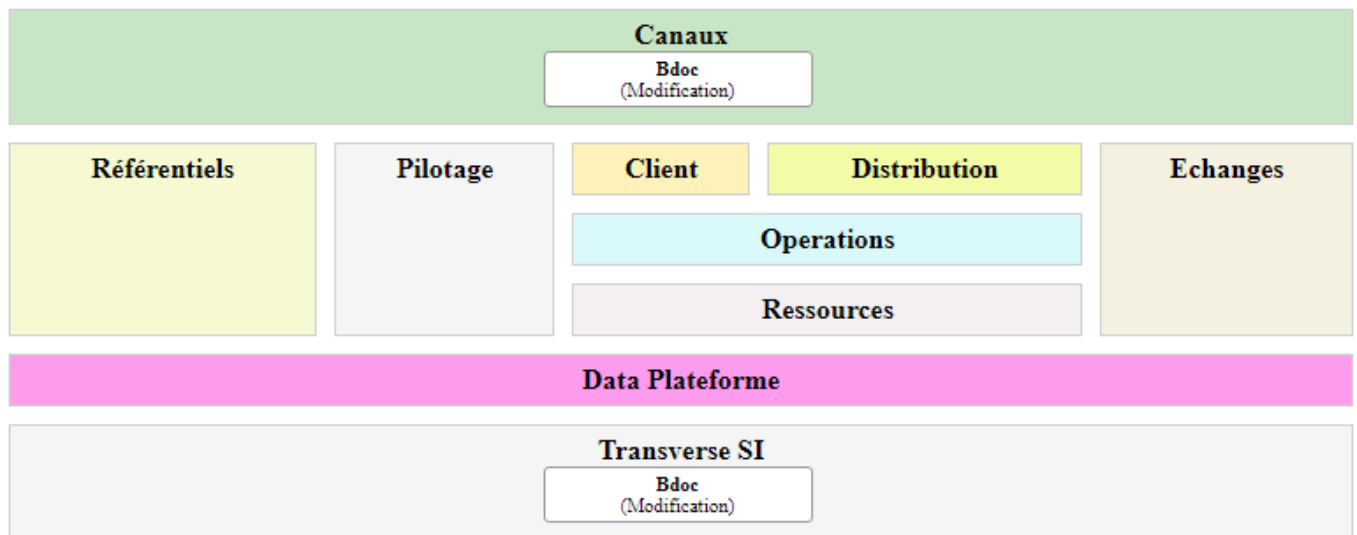 Canaux
Bdoc
(Modification)
Référentiels
Pilotage
Client
Distribution
Echanges
Operations
Ressources
Data Plateforme
Transverse SI
Bdoc
(Modification)